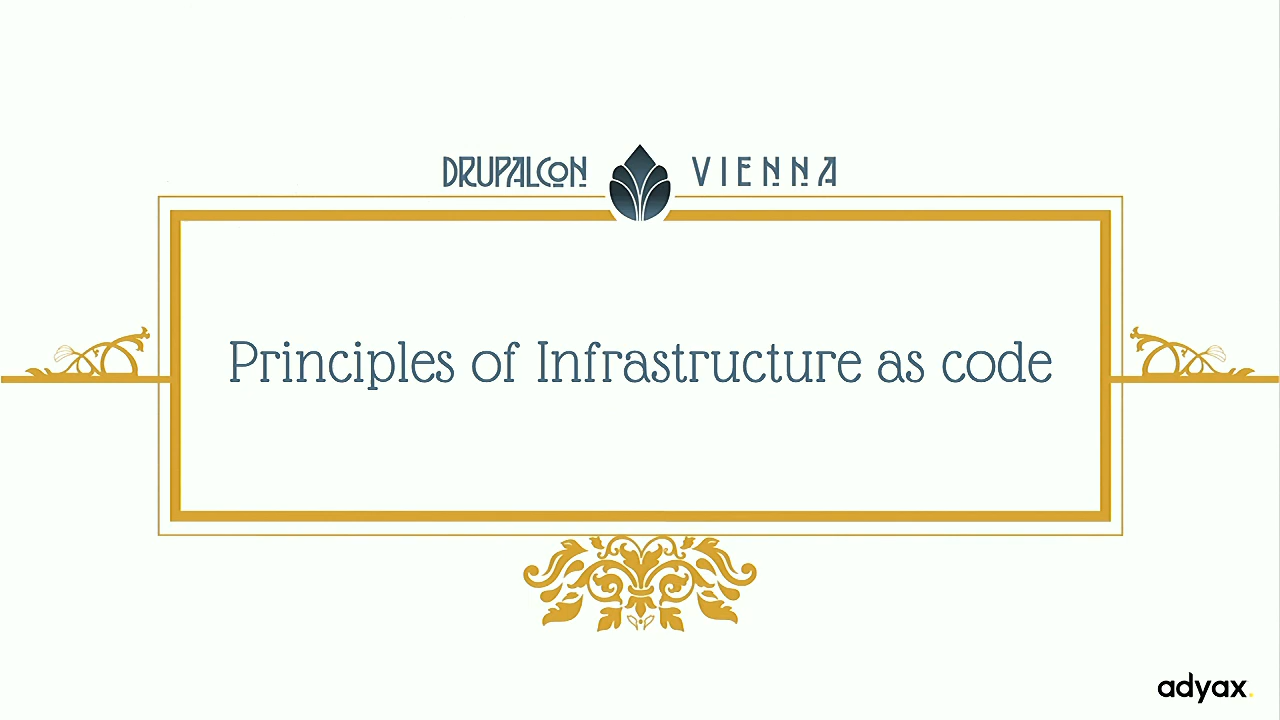 DRUPALCON VIENNA
Principles of Infrastructure as code
adyax.